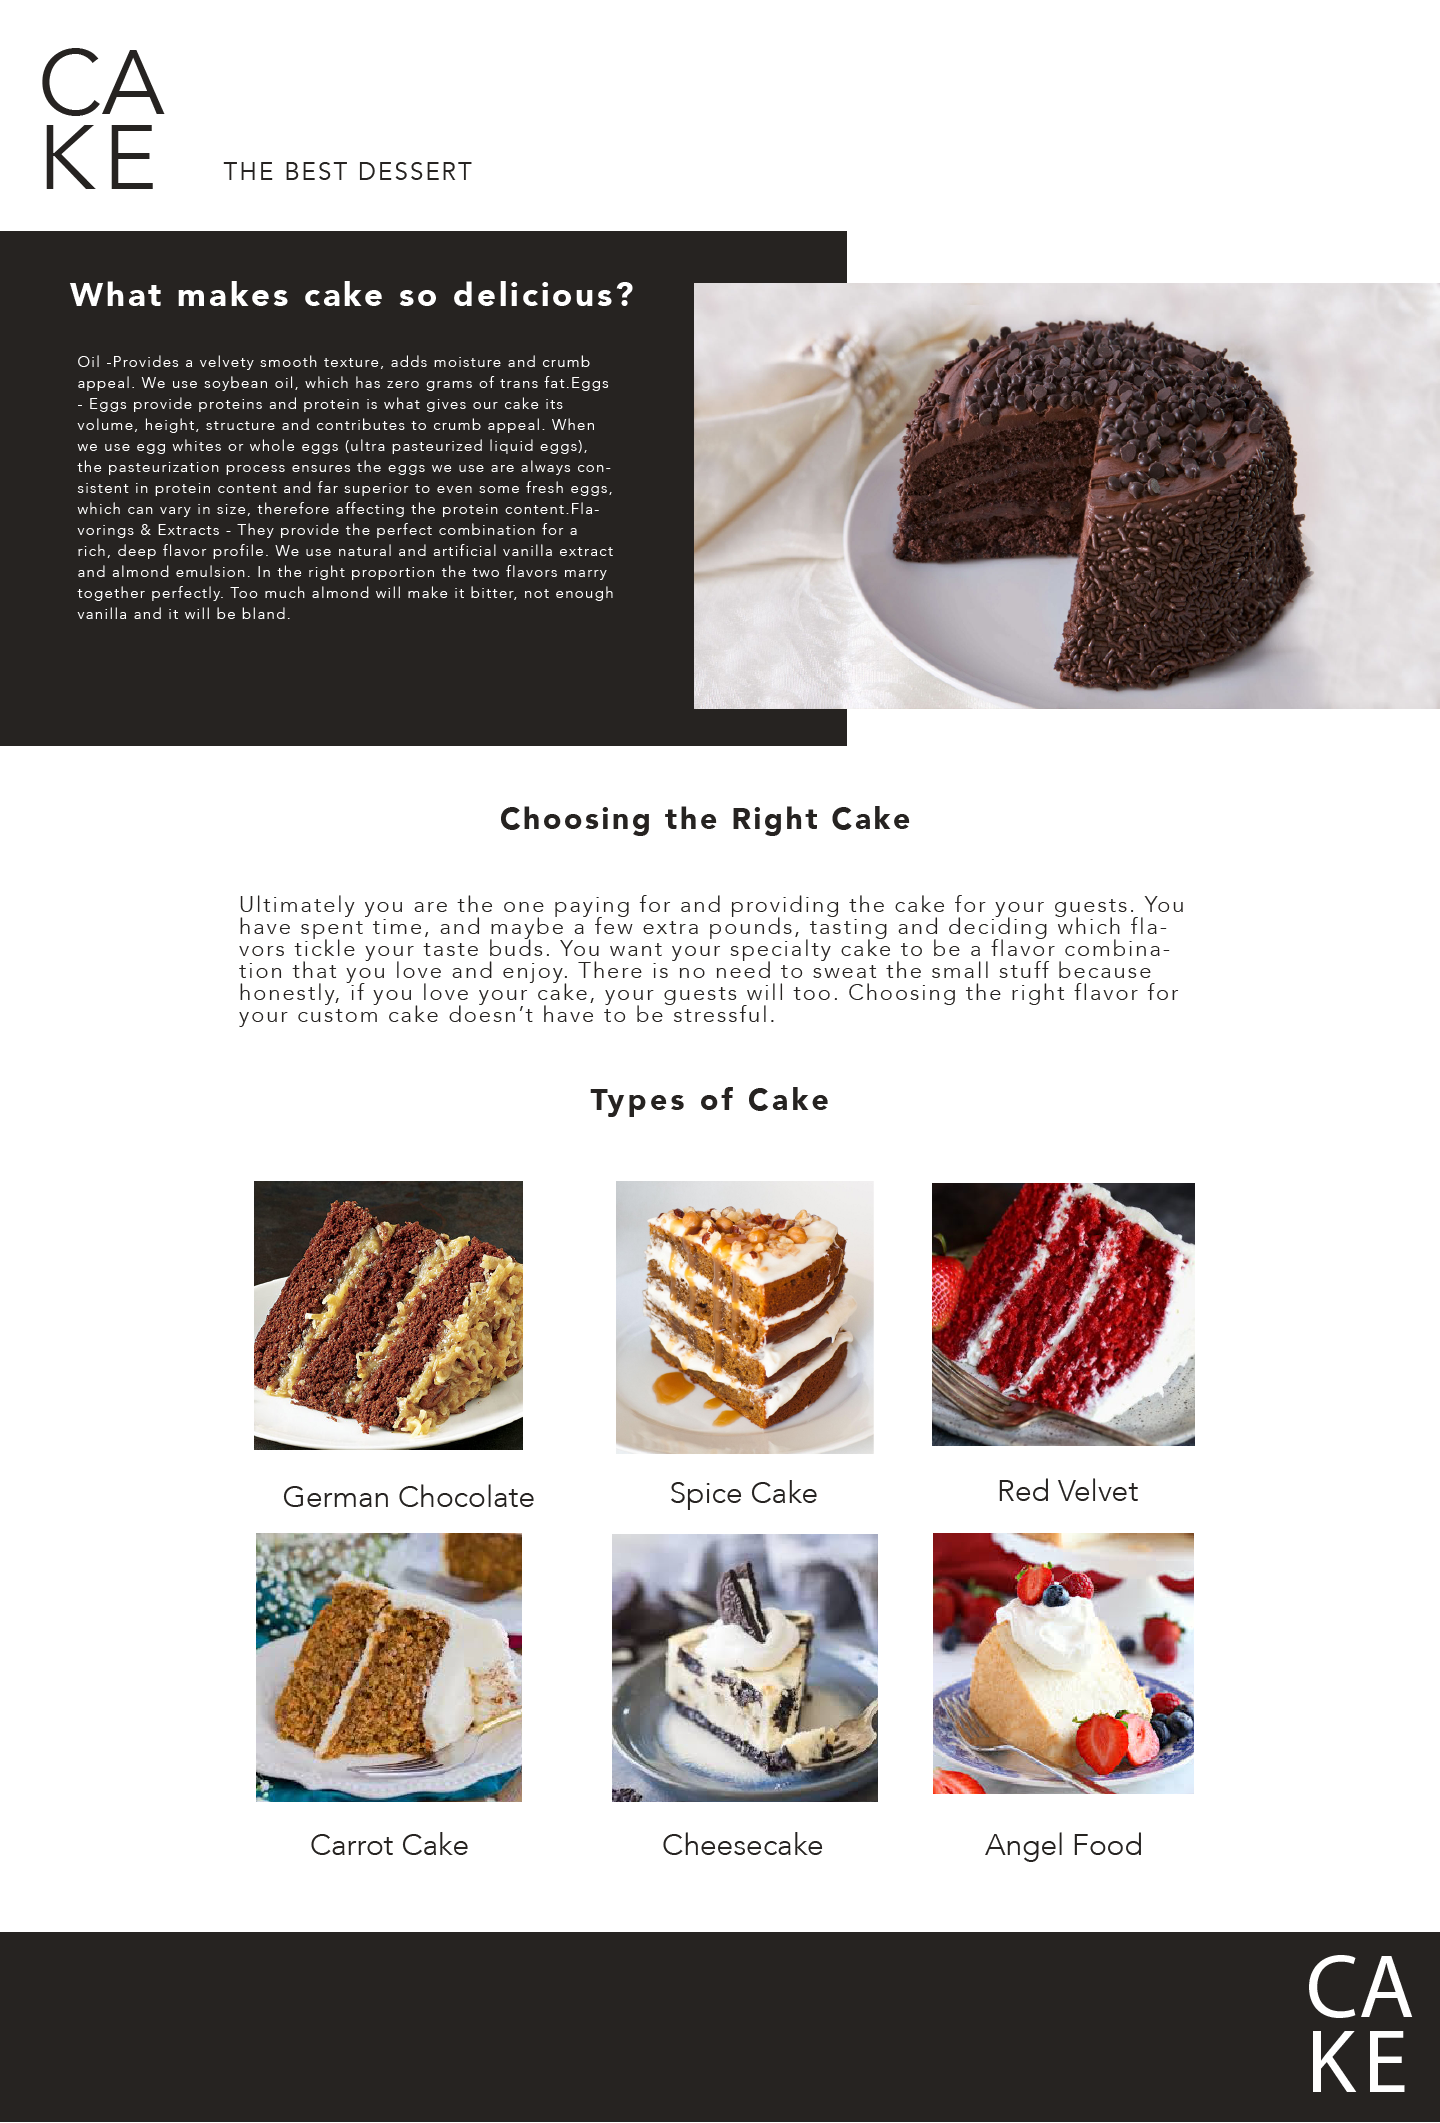 CA
KE
THE BEST DESSERT
What makes cake so delicious?
Oil -Provides a velvety smooth texture, adds moisture and crumb
appeal. We use soybean oil, which has zero grams of trans fat.Eggs
- Eggs provide proteins and protein is what gives our cake its
volume, height, structure and contributes to crumb appeal. When
we use egg whites or whole eggs (ultra pasteurized liquid eggs),
the pasteurization process ensures the eggs we use are always con-
sistent in protein content and far superior to even some fresh eggs,
which can vary in size, therefore affecting the protein content.Fla-
vorings & Extracts - They provide the perfect combination for a
rich, deep flavor profile. We use natural and artificial vanilla extract
and almond emulsion. In the right proportion the two flavors marry
together perfectly. Too much almond will make it bitter, not enough
vanilla and it will be bland.
Choosing the Right Cake
Ultimately you are the one paying for and providing the cake for your guests. You
have spent time, and maybe a few extra pounds, tasting and deciding which fla-
vors tickle your taste buds. You want your specialty cake to be a flavor combina-
tion that you love and enjoy. There is no need to sweat the small stuff because
honestly, if you love your cake, your guests will too. Choosing the right flavor for
your custom cake doesn’t have to be stressful.
Types of Cake
German Chocolate
Spice Cake
Red Velvet
Carrot Cake
Cheesecake
Angel Food
CA
KE